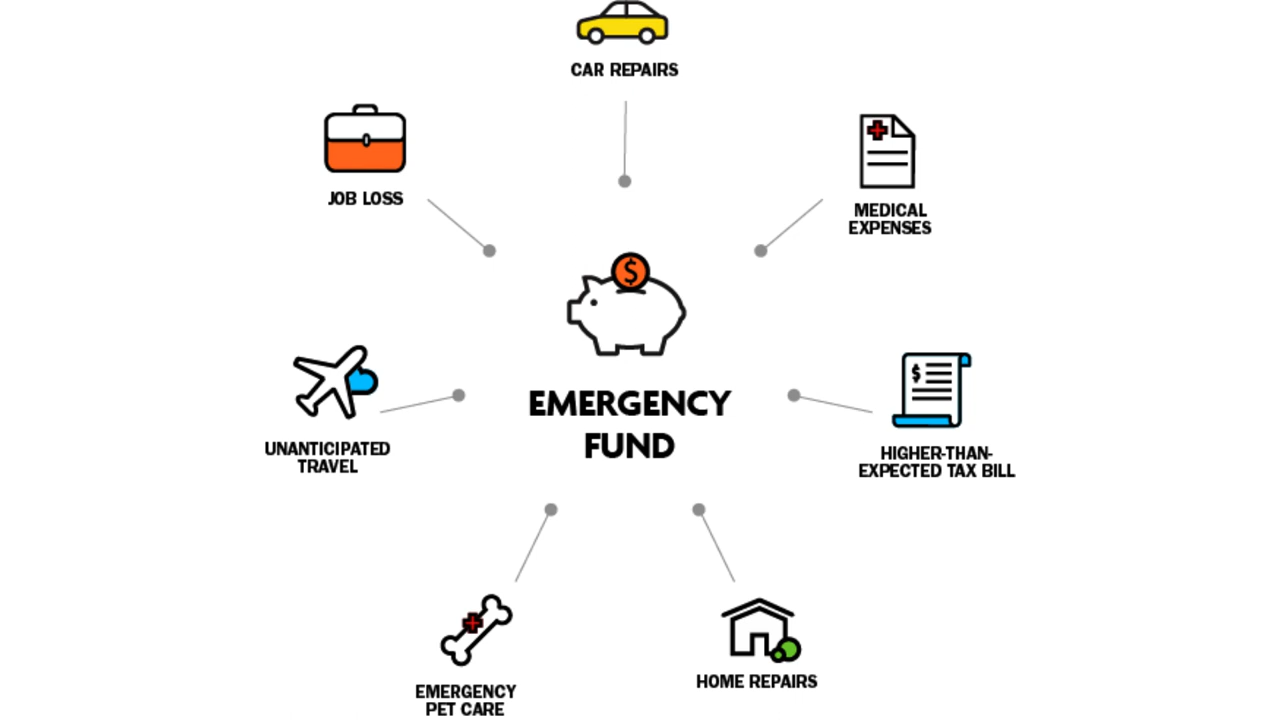 CAR REPAIRS
JOB LOSS
MEDICAL
EXPENSES
$
EMERGENCY
FUND
UNANTICIPATED
TRAVEL
$
HIGHER-THAN-
EXPECTED TAX BILL
EMERGENCY
PET CARE
HOME REPAIRS